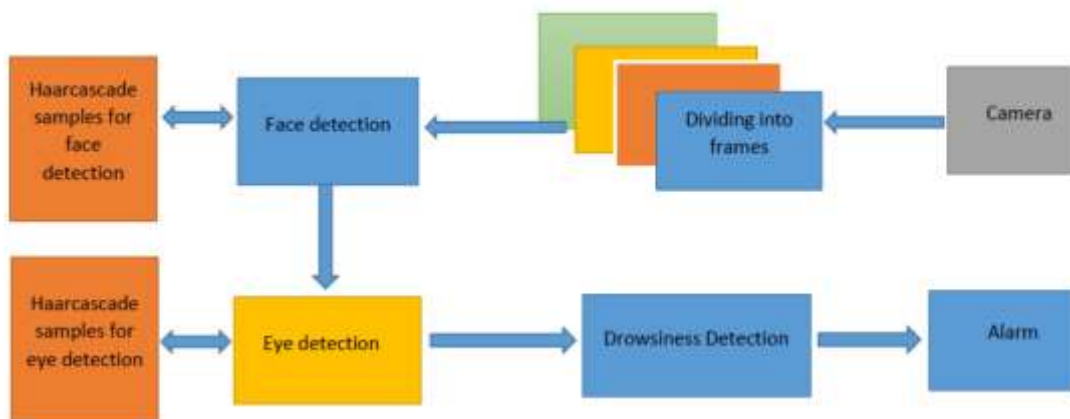 Haarcascade
samples for
face
detection
Face detection
Dividing into
frames
Camera
Haarcascade
samples for
eye detection
Eye detection
Drowsiness Detection
Alarm